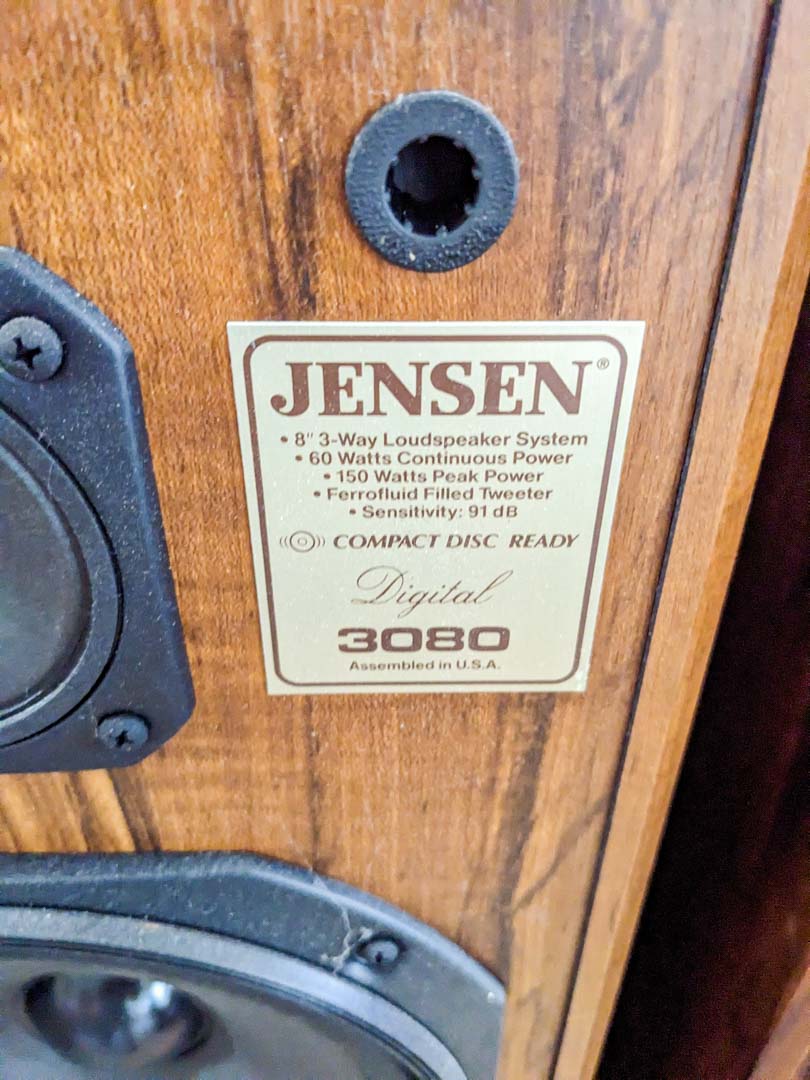 JENSEN®
• 8" 3-Way Loudspeaker System
• 60 Watts Continuous Power
• 150 Watts Peak Power
• Ferrofluid Filled Tweeter
• Sensitivity: 91 dB
COMPACT DISC READY
Digital
3080
Assembled in U.S.A.